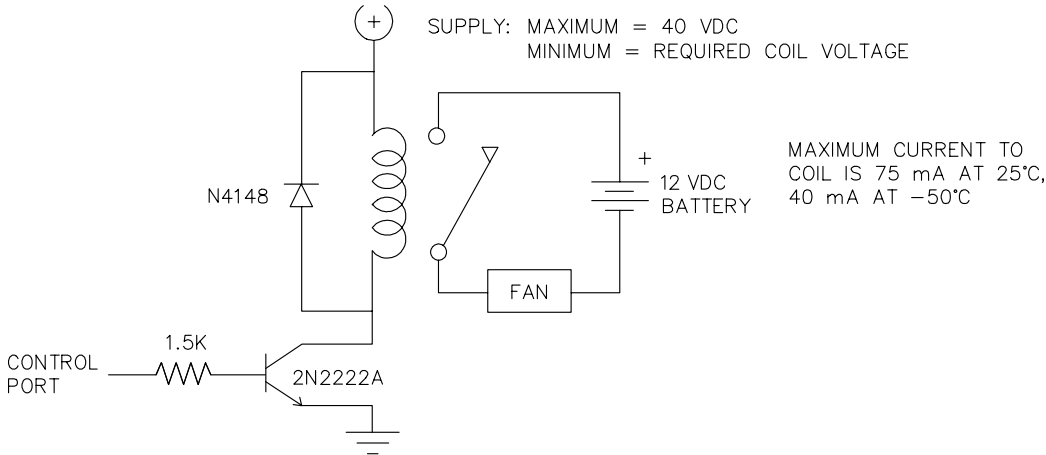 (+)
SUPPLY: MAXIMUM = 40 VDC
MINIMUM = REQUIRED COIL VOLTAGE
MAXIMUM CURRENT TO
COIL IS 75 mA AT 25°C,
40 mA AT −50°C
+
12 VDC
BATTERY
N4148
FAN
1.5K
CONTROL
PORT
2N2222A